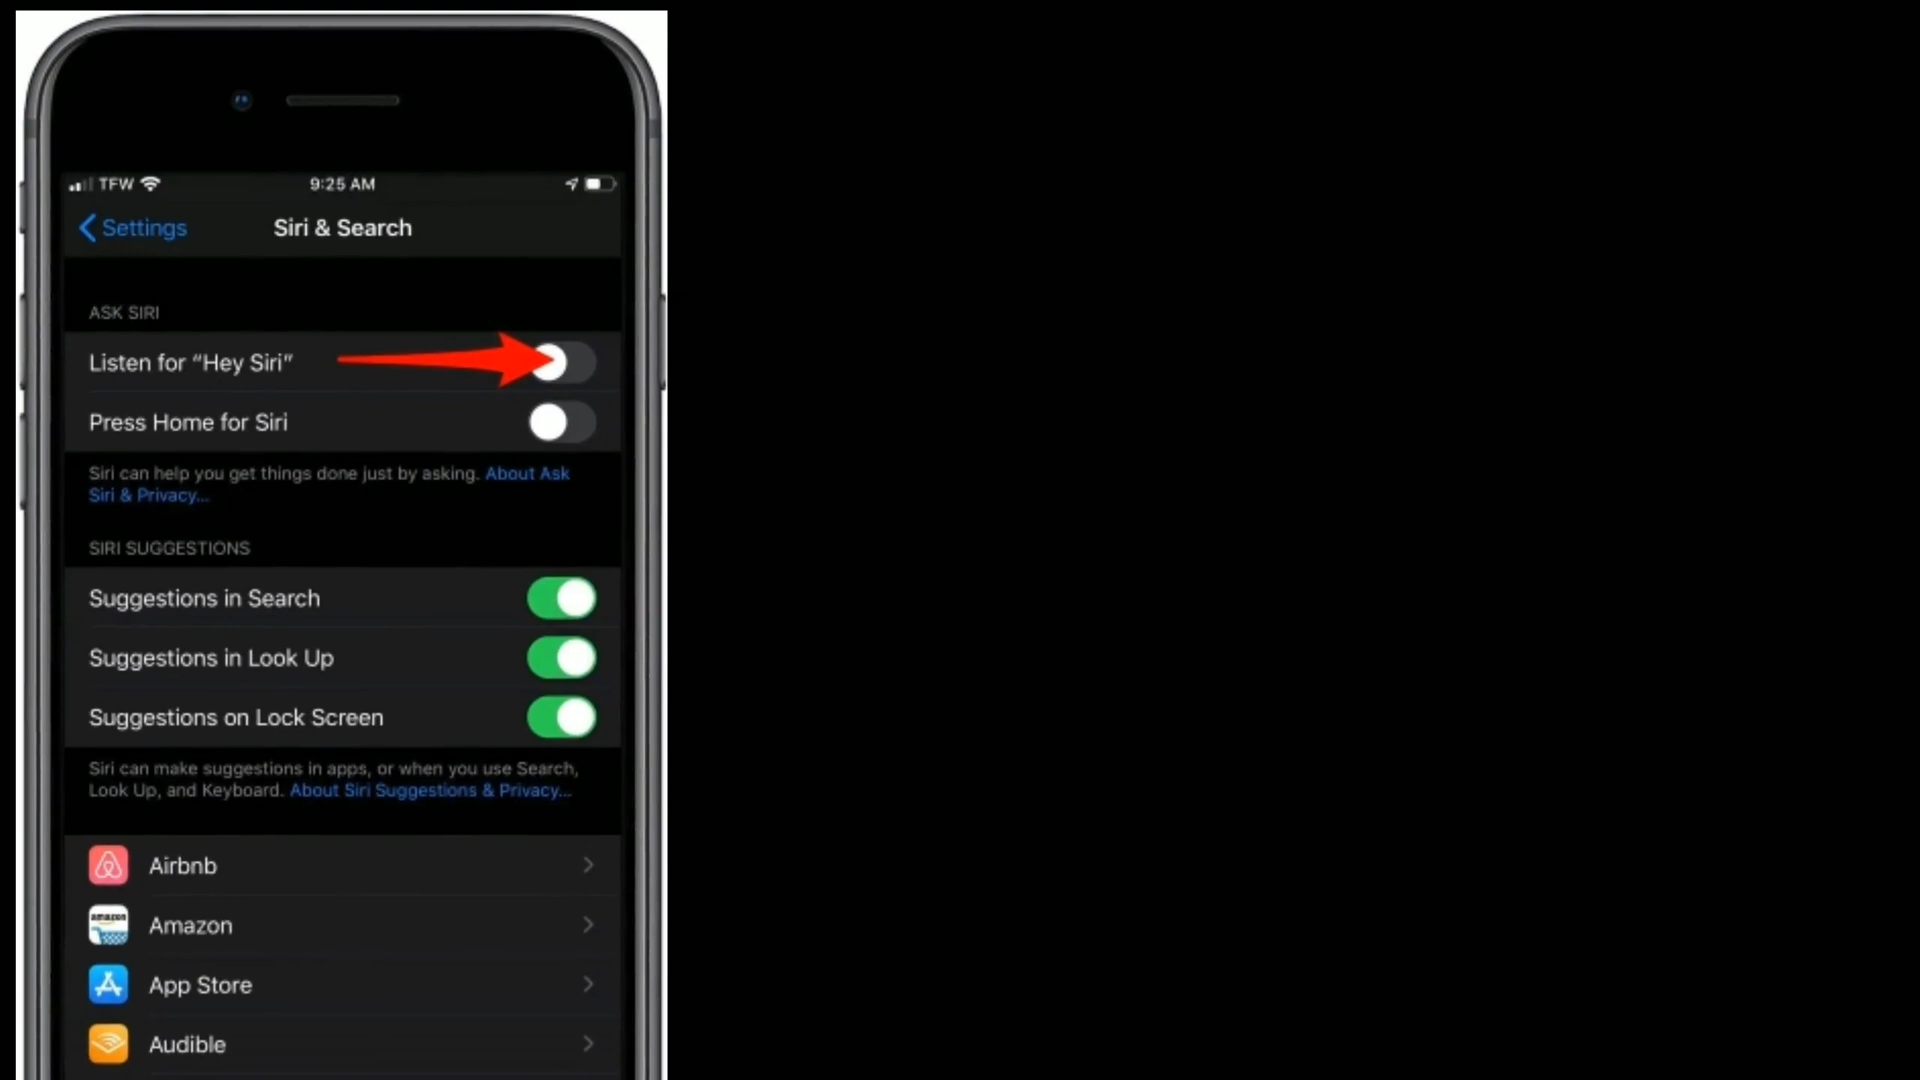 TFW 9:25 AM
Settings Siri & Search
ASK SIRI
Listen for “Hey Siri”
Press Home for Siri
Siri can help you get things done just by asking. About Ask
Siri & Privacy...
SIRI SUGGESTIONS
Suggestions in Search
Suggestions in Look Up
Suggestions on Lock Screen
Siri can make suggestions in apps, or when you use Search,
Look Up, and Keyboard. About Siri Suggestions & Privacy...
Airbnb
amazon
Amazon
App Store
Audible